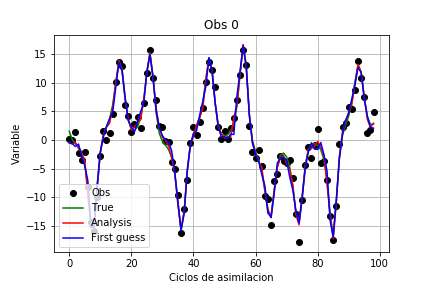 Obs 0
Variable
15
10
5
0
−5
−10
−15
Obs
True
Analysis
First guess
0 20 40 60 80 100
Ciclos de asimilacion